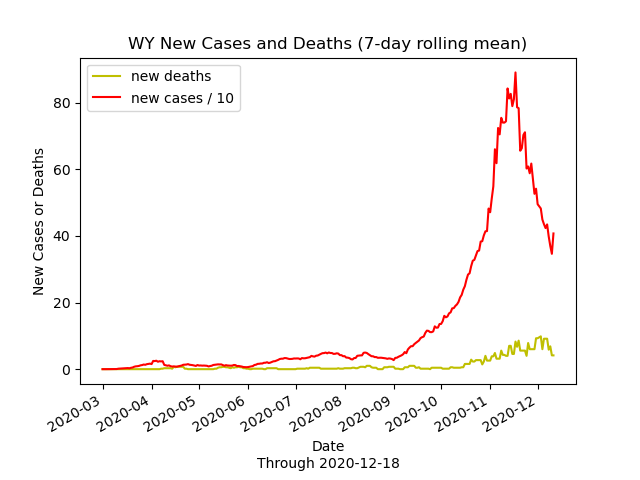 WY New Cases and Deaths (7-day rolling mean)
new deaths
new cases / 10
New Cases or Deaths
80
60
40
20
0
2020-03
2020-04
2020-05
2020-06
2020-07
2020-08
2020-09
2020-10
2020-11
2020-12
Date
Through 2020-12-18